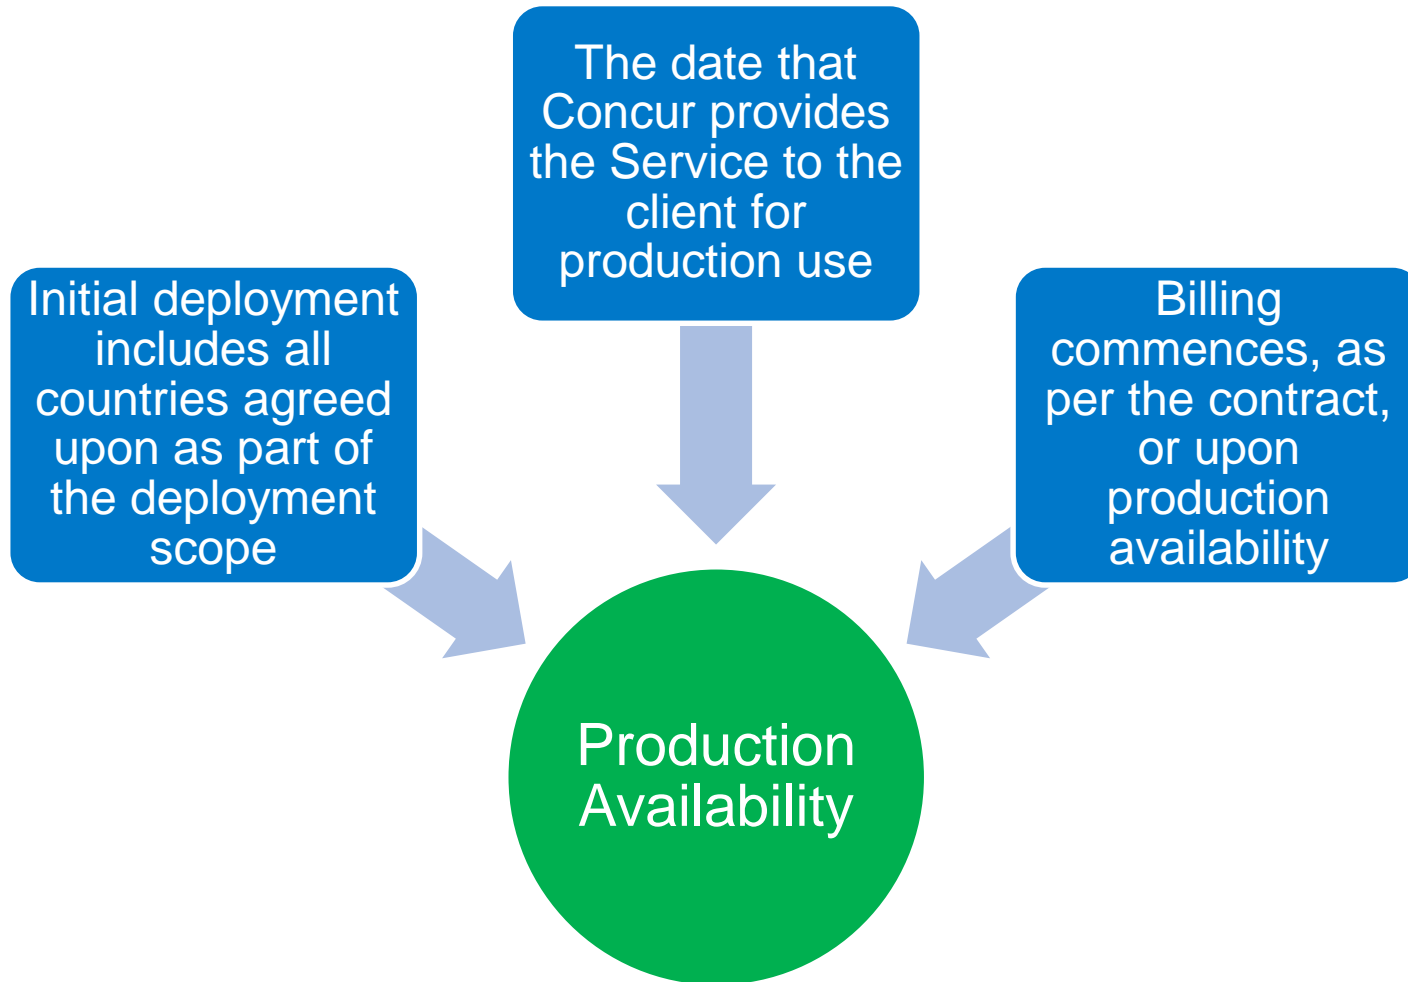 The date that
Concur provides
the Service to the
client for
production use
Initial deployment
includes all
countries agreed
upon as part of
the deployment
scope
Billing
commences, as
per the contract,
or upon
production
availability
Production
Availability